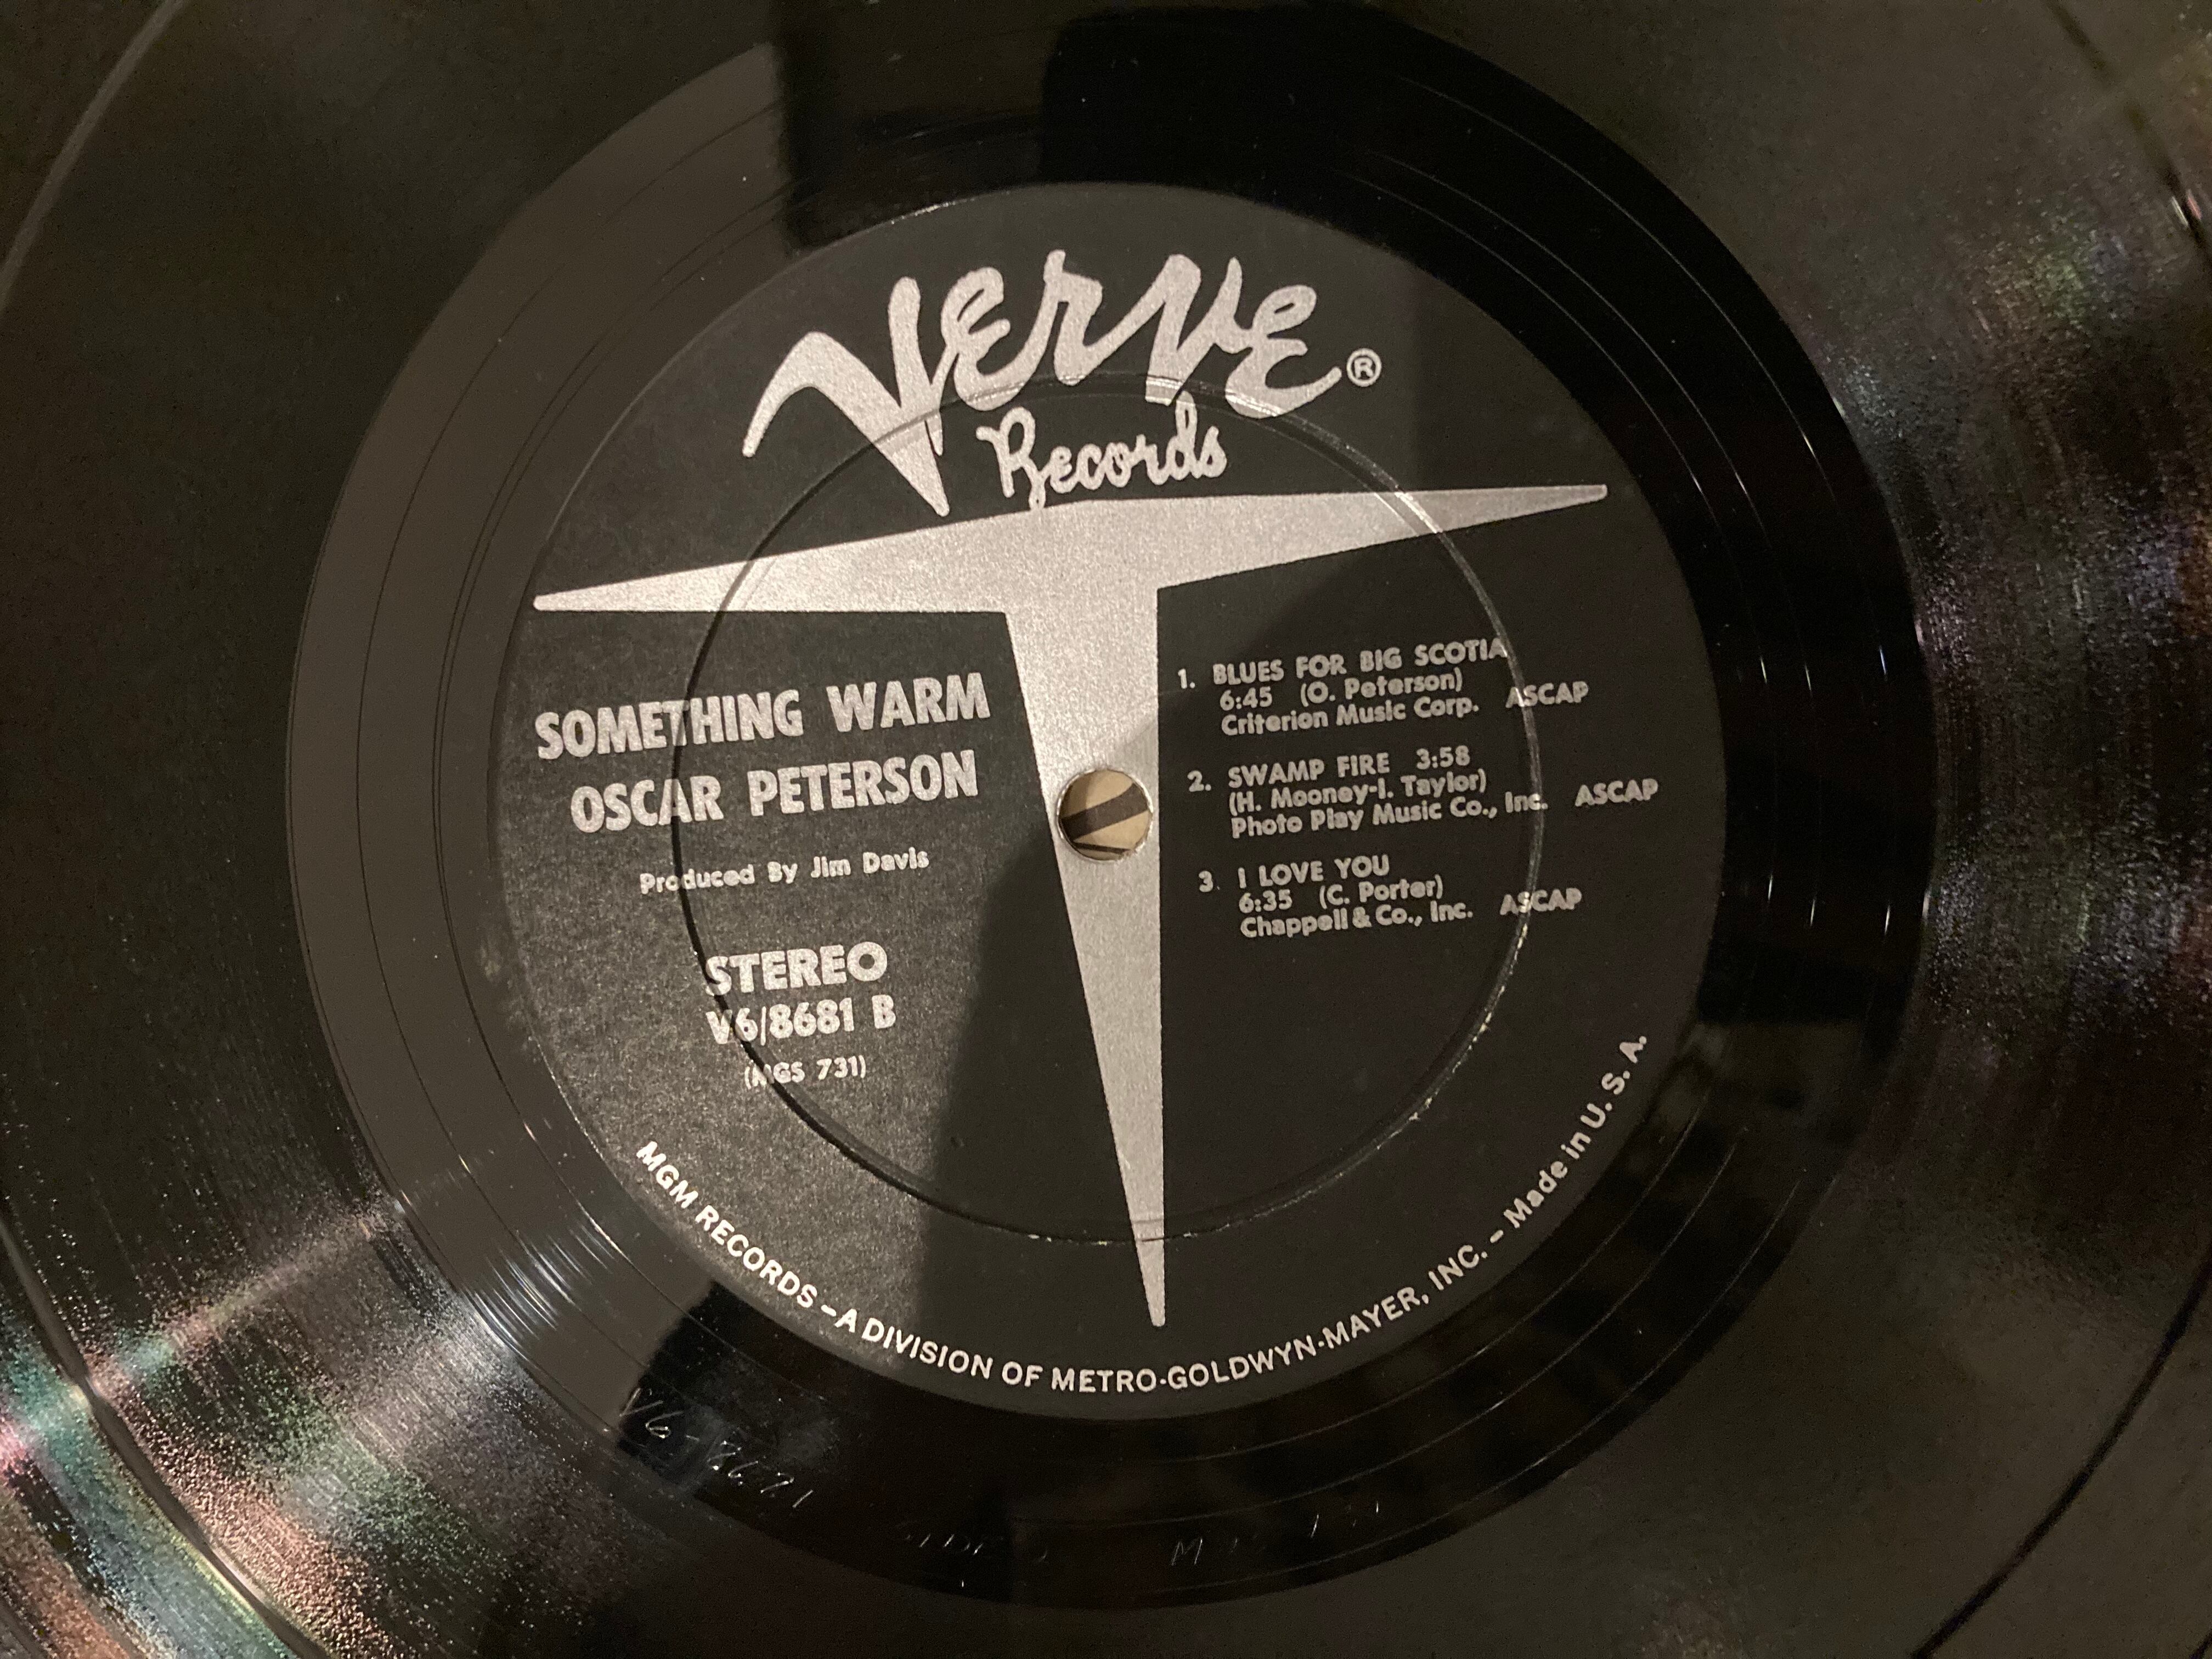 Verve®
Records
SOMETHING WARM
OSCAR PETERSON
Produced By Jim Davis
STEREO
V6/8681 B
(MGS 731)
1. BLUES FOR BIG SCOTIA
6:45 (O. Peterson)
Criterion Music Corp. ASCAP
2. SWAMP FIRE 3:58
(H. Mooney-I. Taylor)
Photo Play Music Co., Inc. ASCAP
3. I LOVE YOU
6:35 (C. Porter)
Chappell & Co., Inc. ASCAP
MGM RECORDS – A DIVISION OF METRO-GOLDWYN-MAYER, INC. – Made in U. S. A.